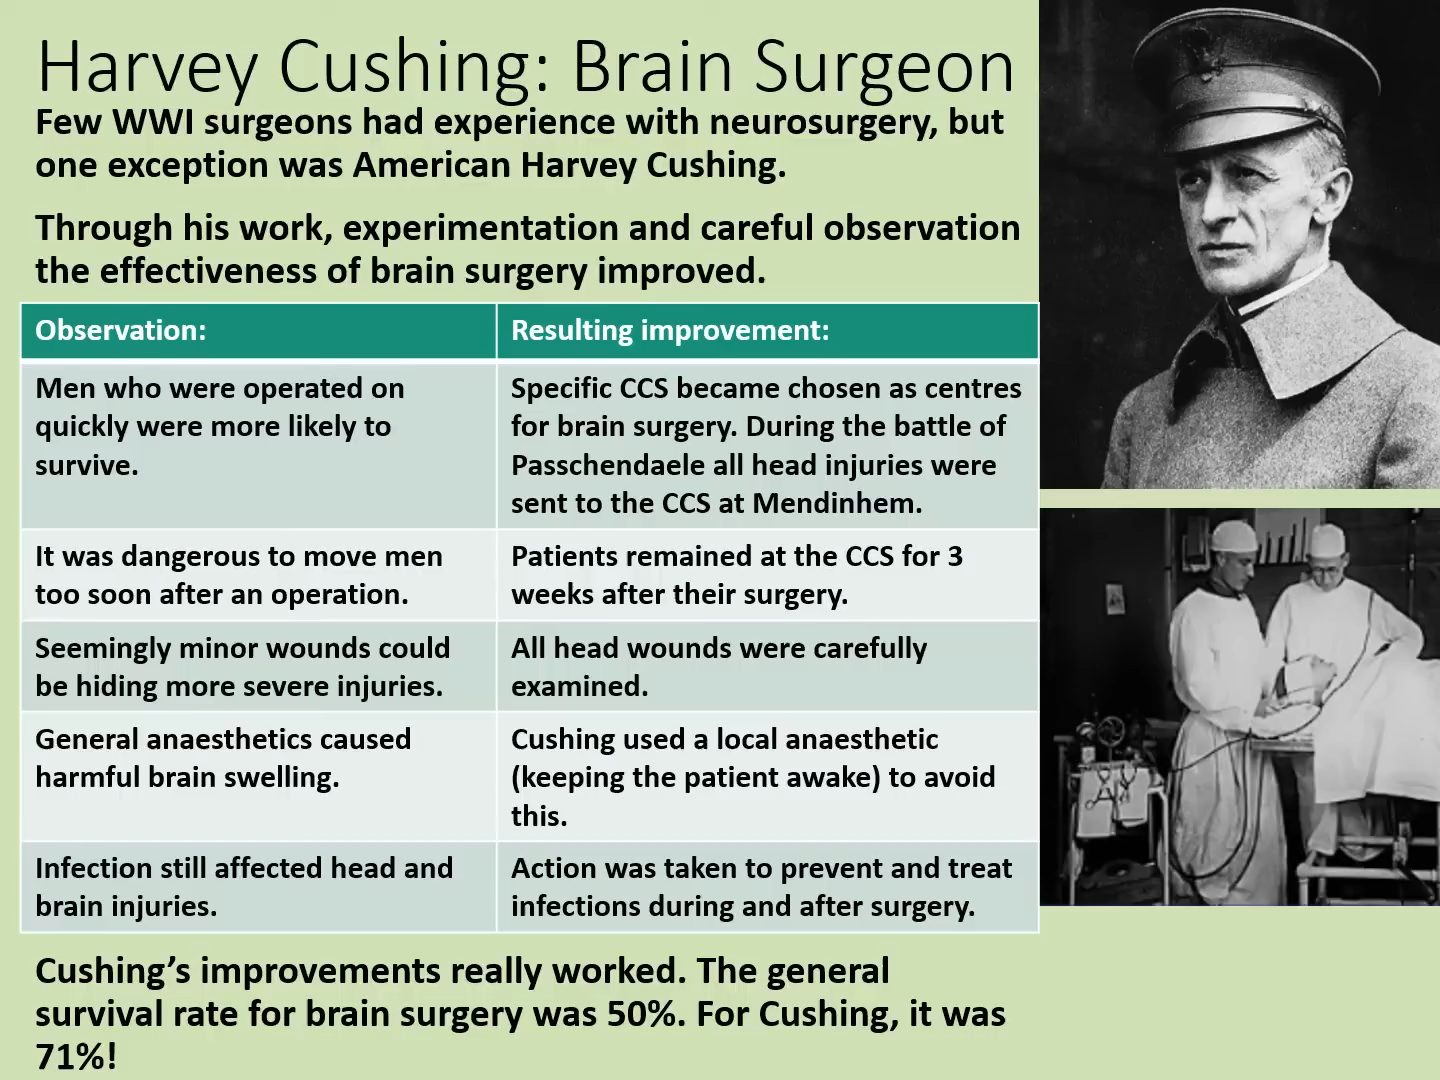 Harvey Cushing: Brain Surgeon
Few WWI surgeons had experience with neurosurgery, but
one exception was American Harvey Cushing.
Through his work, experimentation and careful observation
the effectiveness of brain surgery improved.
Observation:
Resulting improvement:
Men who were operated on
quickly were more likely to
survive.
Specific CCS became chosen as centres
for brain surgery. During the battle of
Passchendaele all head injuries were
sent to the CCS at Mendinhem.
It was dangerous to move men
too soon after an operation.
Patients remained at the CCS for 3
weeks after their surgery.
Seemingly minor wounds could
be hiding more severe injuries.
All head wounds were carefully
examined.
General anaesthetics caused
harmful brain swelling.
Cushing used a local anaesthetic
(keeping the patient awake) to avoid
this.
Infection still affected head and
brain injuries.
Action was taken to prevent and treat
infections during and after surgery.
Cushing’s improvements really worked. The general
survival rate for brain surgery was 50%. For Cushing, it was
71%!